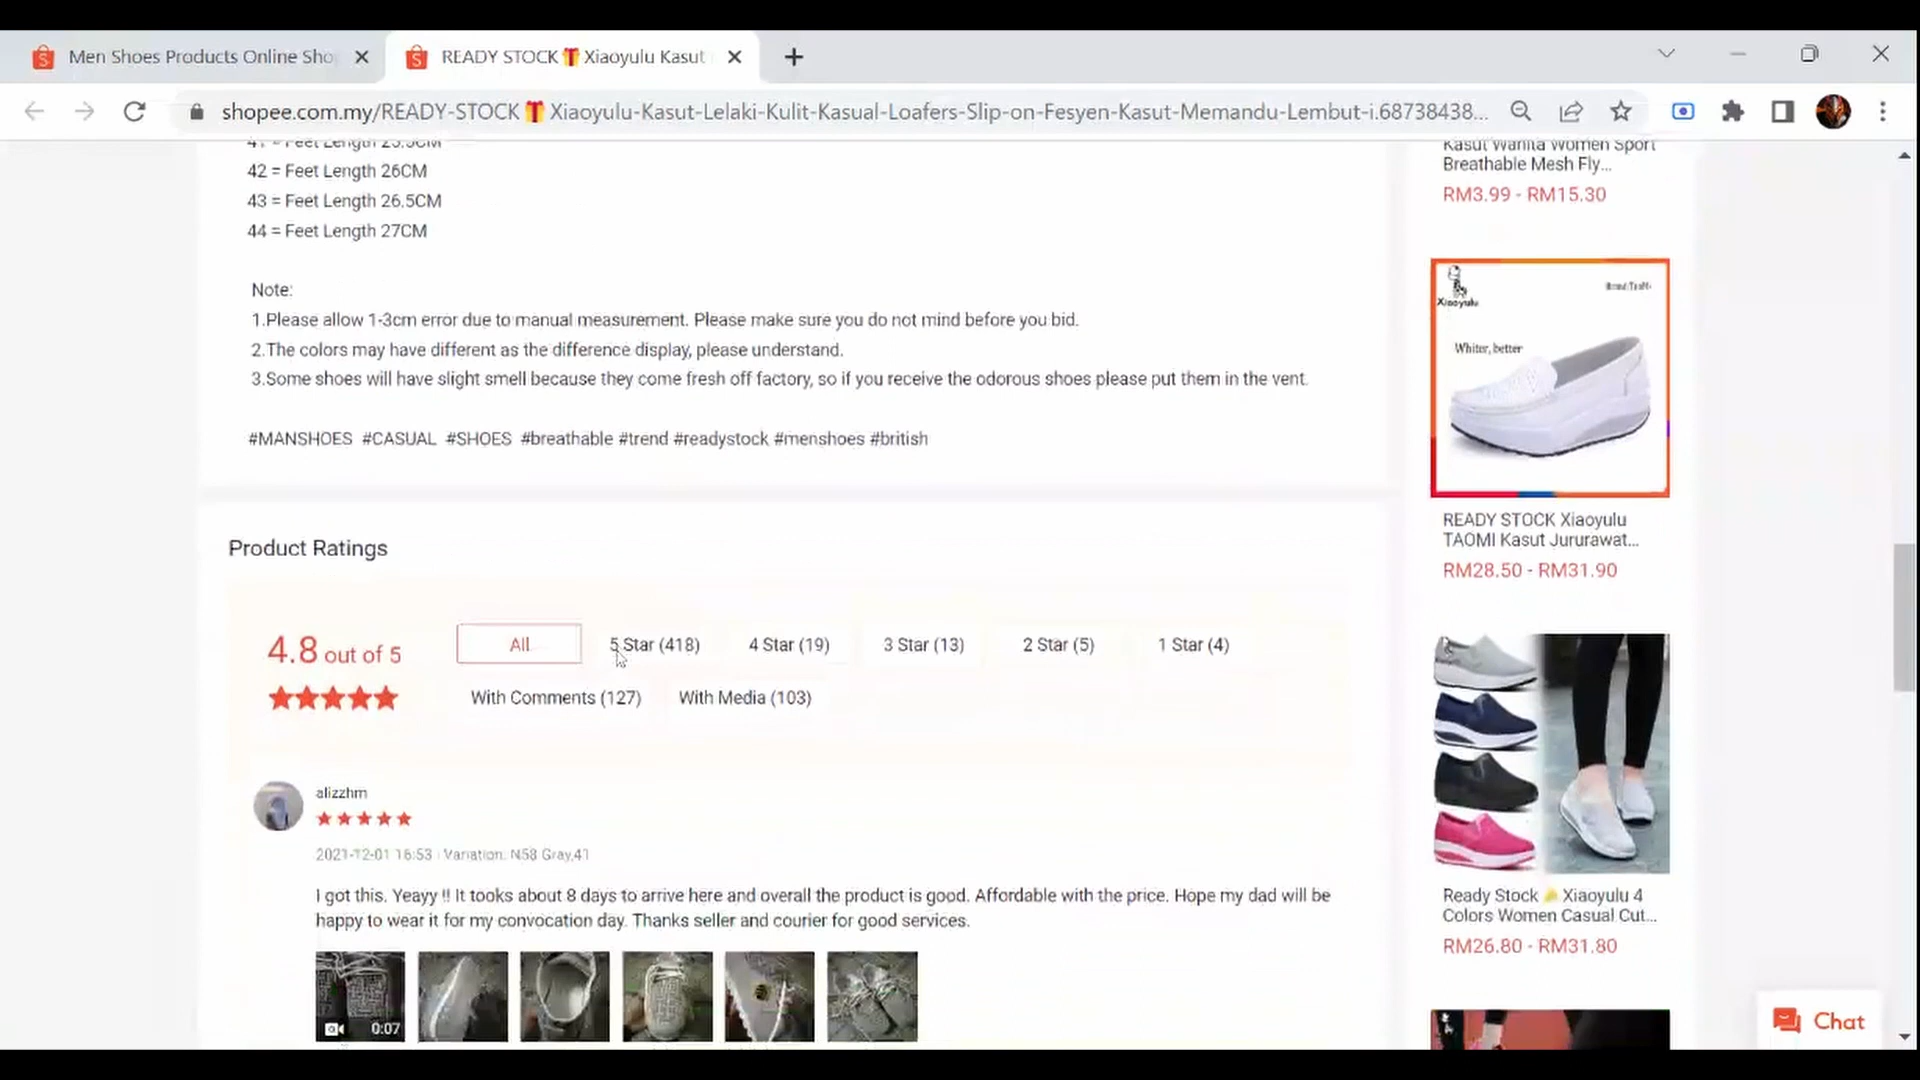 Men Shoes Products Online Sho
READY STOCK🎁Xiaoyulu Kasut
shopee.com.my/READY-STOCK🎁Xiaoyulu-Kasut-Lelaki-Kulit-Kasual-Loafers-Slip-on-Fesyen-Kasut-Memandu-Lembut-i.68738438...
41 = Feet Length 25.5CM
42 = Feet Length 26CM
43 = Feet Length 26.5CM
44 = Feet Length 27CM
Note:
1.Please allow 1-3cm error due to manual measurement. Please make sure you do not mind before you bid.
2.The colors may have different as the difference display, please understand.
3.Some shoes will have slight smell because they come fresh off factory, so if you receive the odorous shoes please put them in the vent.
#MANSHOES #CASUAL #SHOES #breathable #trend #readystock #menshoes #british
Product Ratings
4.8 out of 5
All
5 Star (418)
4 Star (19)
3 Star (13)
2 Star (5)
1 Star (4)
With Comments (127)
With Media (103)
alizzhm
2021-12-01 16:53 | Variation: N58 Gray,41
I got this. Yeayy !! It tooks about 8 days to arrive here and overall the product is good. Affordable with the price. Hope my dad will be
happy to wear it for my convocation day. Thanks seller and courier for good services.
0:07
Kasut Wanita Women Sport
Breathable Mesh Fly...
RM3.99 - RM15.30
Xiaoyulu
Whiter, better
READY STOCK Xiaoyulu
TAOMI Kasut Jururawat...
RM28.50 - RM31.90
Ready Stock Xiaoyulu 4
Colors Women Casual Cut...
RM26.80 - RM31.80
Chat